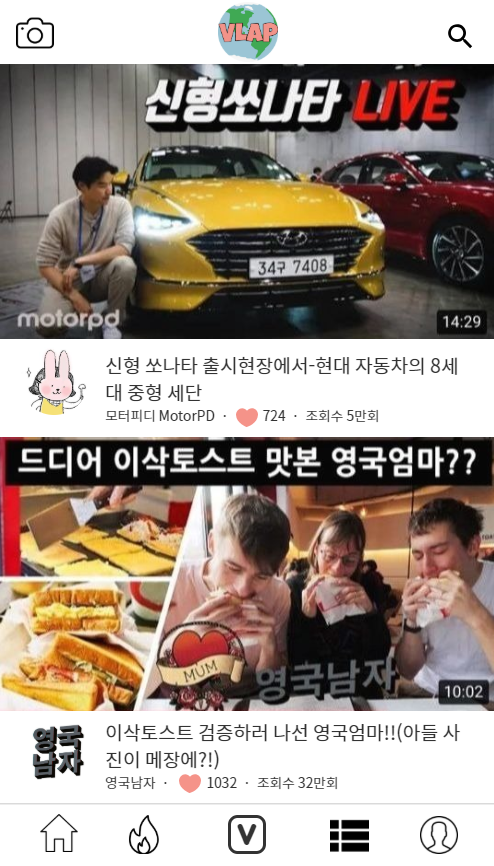 VLAP
신형쏘나타 LIVE
34구 7408
motorpd
14:29
신형 쏘나타 출시현장에서-현대 자동차의 8세
대 중형 세단
모터피디 MotorPD · 724 · 조회수 5만회
드디어 이삭토스트 맛본 영국엄마??
MUM
영국남자
10:02
영국
남자
이삭토스트 검증하러 나선 영국엄마!!(아들 사
진이 메장에?!)
영국남자 · 1032 · 조회수 32만회
V